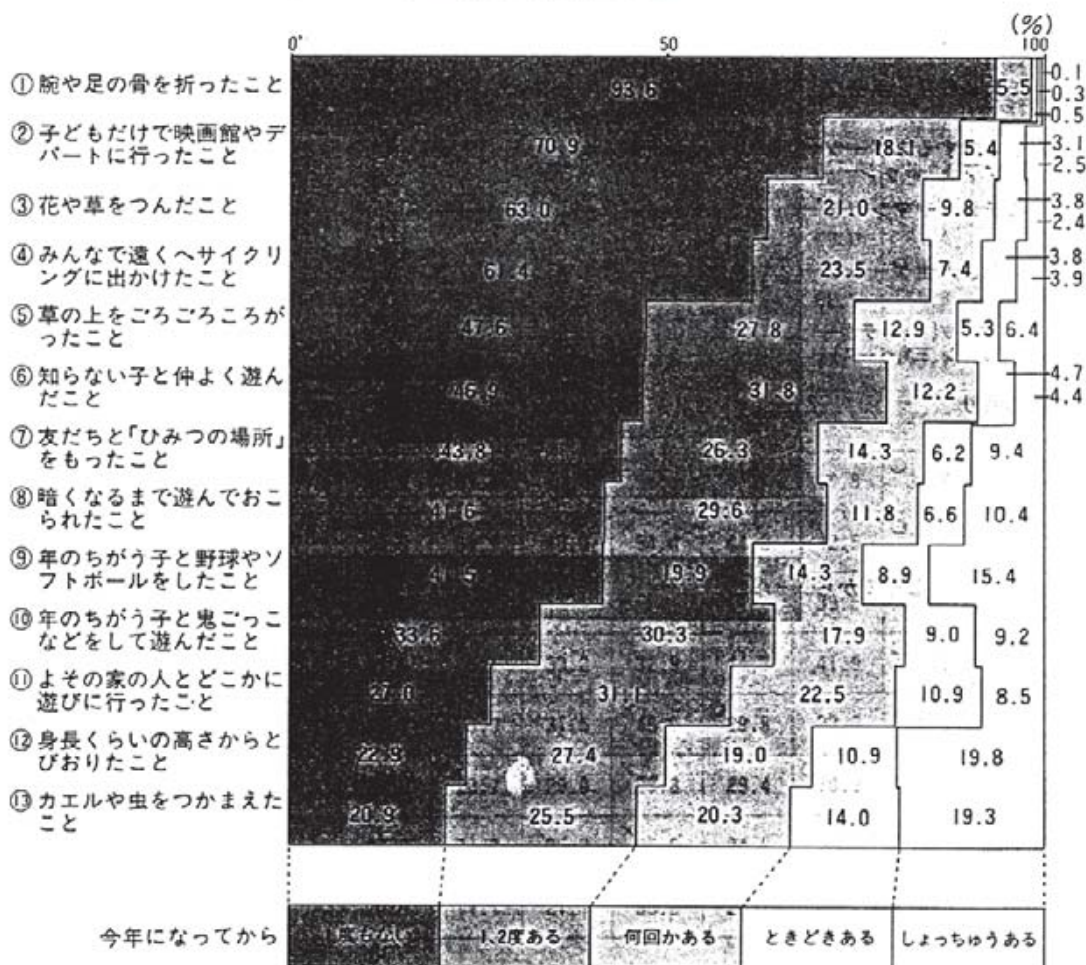 (%)
0 50 100
①腕や足の骨を折ったこと
93.6 5.5 0.1 0.3 0.5
②子どもだけで映画館やデ
パートに行ったこと
70.9 18.1 5.4 3.1 2.5
③花や草をつんだこと
63.0 21.0 9.8 3.8 2.4
④みんなで遠くへサイクリ
ングに出かけたこと
23.5 7.4 3.8 3.9
⑤草の上をごろごろころが
ったこと
47.6 27.8 12.9 5.3 6.4
⑥知らない子と仲よく遊ん
だこと
46.9 31.8 12.2 4.7 4.4
⑦友だちと「ひみつの場所」
をもったこと
43.8 26.3 14.3 6.2 9.4
⑧暗くなるまで遊んでおこ
られたこと
41.6 29.6 11.8 6.6 10.4
⑨年のちがう子と野球やソ
フトボールをしたこと
41.5 19.9 14.3 8.9 15.4
⑩年のちがう子と鬼ごっこ
などをして遊んだこと
33.6 30.3 17.9 9.0 9.2
⑪よその家の人とどこかに
遊びに行ったこと
27.0 31.1 22.5 10.9 8.5
⑫身長くらいの高さからと
びおりたこと
22.9 27.4 19.0 10.9 19.8
⑬カエルや虫をつかまえた
こと
20.9 25.5 20.3 14.0 19.3
今年になってから 1度もない 1、2度ある 何回かある ときどきある しょっちゅうある